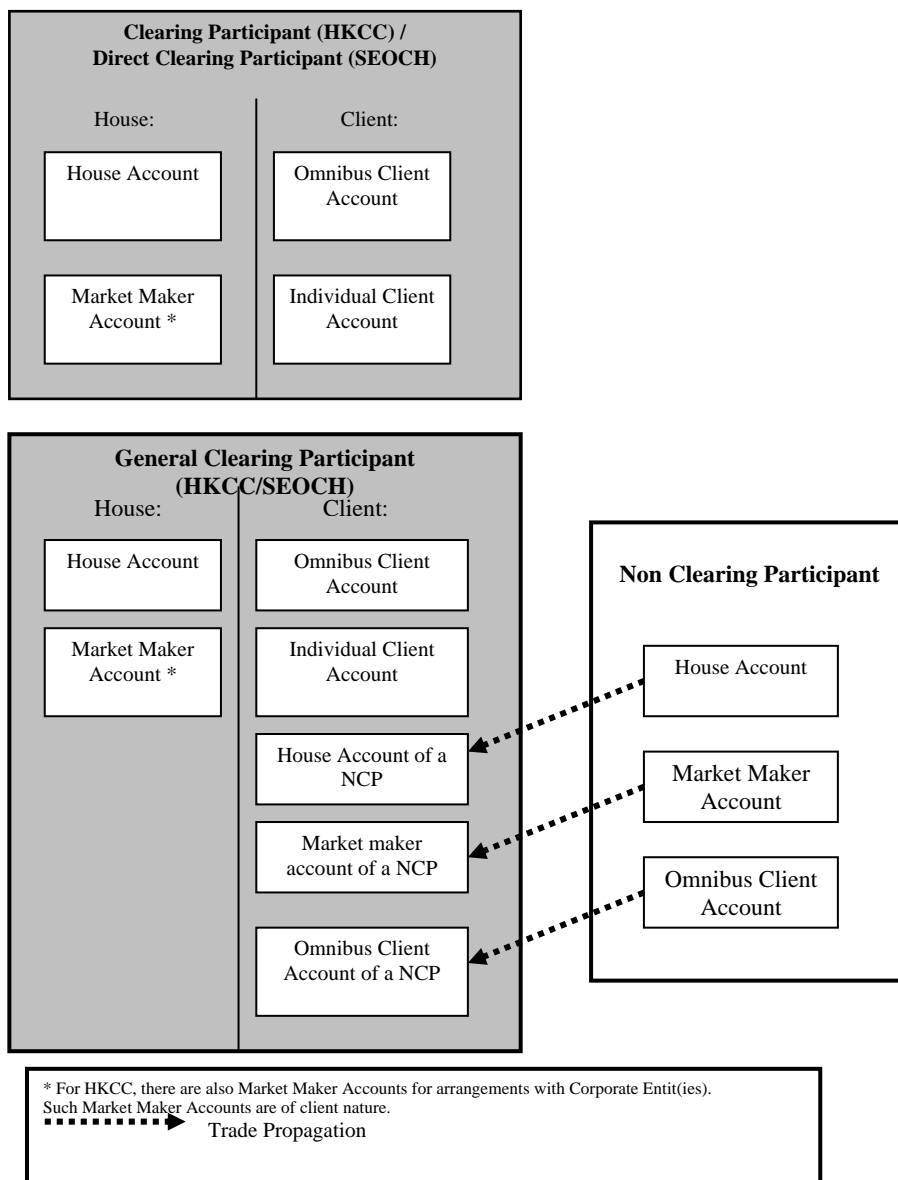 Clearing Participant (HKCC) /
Direct Clearing Participant (SEOCH)
House:
Client:
House Account
Omnibus Client
Account
Market Maker
Account *
Individual Client
Account
General Clearing Participant
(HKCC/SEOCH)
House:
Client:
House Account
Market Maker
Account *
Omnibus Client
Account
Individual Client
Account
House Account of a
NCP
Market maker
account of a NCP
Omnibus Client
Account of a NCP
Non Clearing Participant
House Account
Market Maker
Account
Omnibus Client
Account
* For HKCC, there are also Market Maker Accounts for arrangements with Corporate Entit(ies).
Such Market Maker Accounts are of client nature.
Trade Propagation